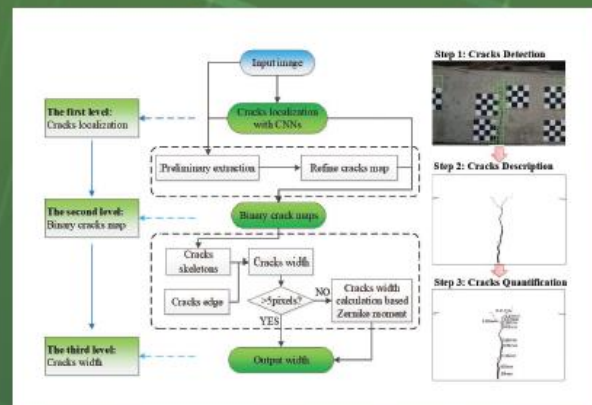 Input image
Cracks localization
with CNNs
Preliminary extraction
Refine cracks map
Binary crack maps
Cracks
skeletons
Cracks width
Cracks edge
>5pixels?
NO
YES
Cracks width
calculation based
Zernike moment
Output width
The first level:
Cracks localization
The second level:
Binary cracks map
The third level:
Cracks width
Step 1: Cracks Detection
Step 2: Cracks Description
Step 3: Cracks Quantification